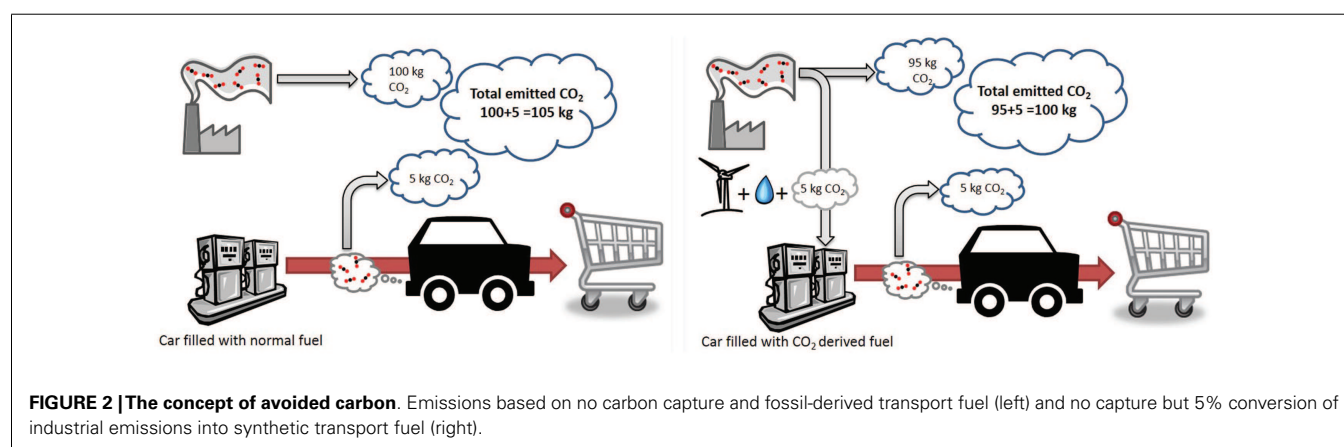 100 kg
CO₂
Total emitted CO₂
100+5 =105 kg
5 kg CO₂
Car filled with normal fuel
95 kg
CO₂
Total emitted CO₂
95+5 =100 kg
+
+
5 kg CO₂
5 kg CO₂
Car filled with CO₂ derived fuel
FIGURE 2 | The concept of avoided carbon. Emissions based on no carbon capture and fossil-derived transport fuel (left) and no capture but 5% conversion of
industrial emissions into synthetic transport fuel (right).